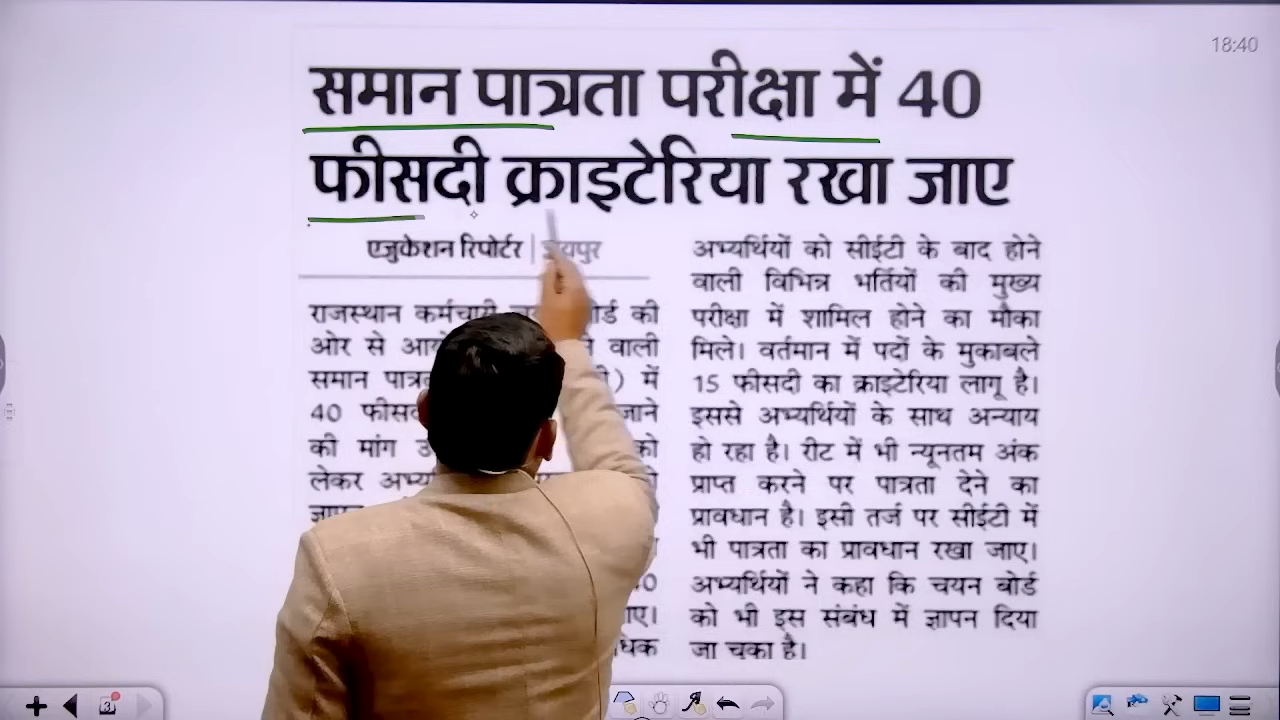 18:40
समान पात्रता परीक्षा में 40
फीसदी क्राइटेरिया रखा जाए
एजुकेशन रिपोर्टर |
राजस्थान कर्मचारी की
ओर से वाली
समान में
40
की मांग को
लेकर
अभ्यर्थियों को सीईटी के बाद होने
वाली विभिन्न भर्तियों की मुख्य
परीक्षा में शामिल होने का मौका
मिले। वर्तमान में पदों के मुकाबले
15 फीसदी का क्राइटेरिया लागू है।
इससे अभ्यर्थियों के साथ अन्याय
हो रहा है। रीट में भी न्यूनतम अंक
प्राप्त करने पर पात्रता देने का
प्रावधान है। इसी तर्ज पर सीईटी में
भी पात्रता का प्रावधान रखा जाए।
अभ्यर्थियों ने कहा कि चयन बोर्ड
को भी इस संबंध में ज्ञापन दिया
जा चुका है।
3